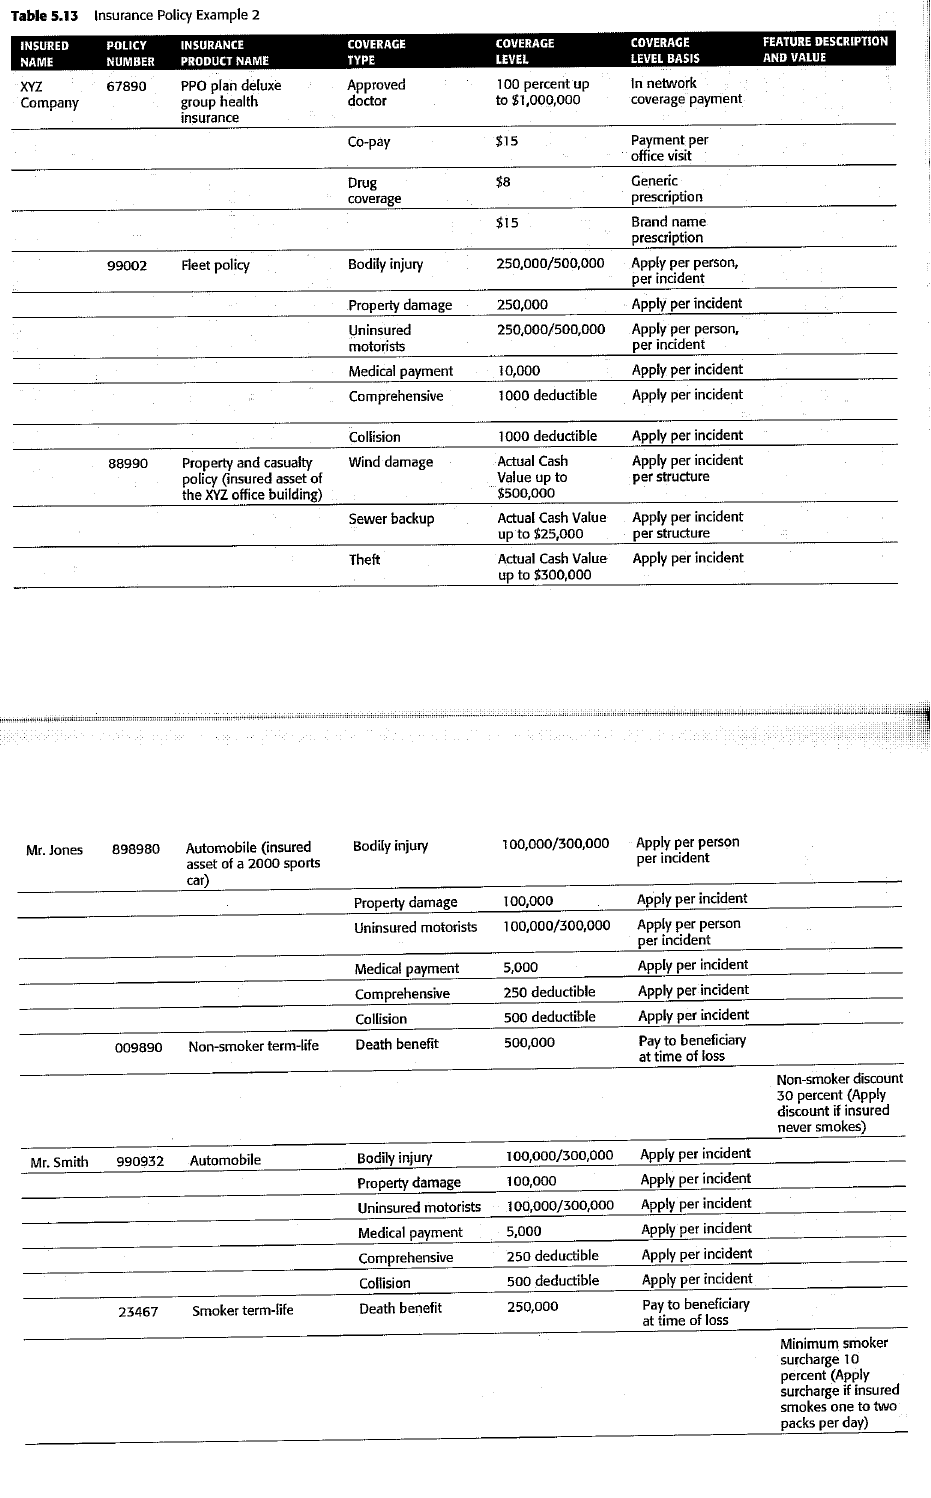 Table 5.13 Insurance Policy Example 2
INSURED NAME POLICY NUMBER INSURANCE PRODUCT NAME COVERAGE TYPE COVERAGE LEVEL COVERAGE LEVEL BASIS FEATURE DESCRIPTION AND VALUE
XYZ Company 67890 PPO plan deluxe group health insurance Approved doctor 100 percent up to $1,000,000 In network coverage payment
Co-pay $15 Payment per office visit
Drug coverage $8 Generic prescription
$15 Brand name prescription
99002 Fleet policy Bodily injury 250,000/500,000 Apply per person, per incident
Property damage 250,000 Apply per incident
Uninsured motorists 250,000/500,000 Apply per person, per incident
Medical payment 10,000 Apply per incident
Comprehensive 1000 deductible Apply per incident
Collision 1000 deductible Apply per incident
88990 Property and casualty policy (insured asset of the XYZ office building) Wind damage Actual Cash Value up to $500,000 Apply per incident per structure
Sewer backup Actual Cash Value up to $25,000 Apply per incident per structure
Theft Actual Cash Value up to $300,000 Apply per incident
Mr. Jones 898980 Automobile (insured asset of a 2000 sports car) Bodily injury 100,000/300,000 Apply per person per incident
Property damage 100,000 Apply per incident
Uninsured motorists 100,000/300,000 Apply per person per incident
Medical payment 5,000 Apply per incident
Comprehensive 250 deductible Apply per incident
Collision 500 deductible Apply per incident
009890 Non-smoker term-life Death benefit 500,000 Pay to beneficiary at time of loss
Non-smoker discount 30 percent (Apply discount if insured never smokes)
Mr. Smith 990932 Automobile Bodily injury 100,000/300,000 Apply per incident
Property damage 100,000 Apply per incident
Uninsured motorists 100,000/300,000 Apply per incident
Medical payment 5,000 Apply per incident
Comprehensive 250 deductible Apply per incident
Collision 500 deductible Apply per incident
23467 Smoker term-life Death benefit 250,000 Pay to beneficiary at time of loss
Minimum smoker surcharge 10 percent (Apply surcharge if insured smokes one to two packs per day)